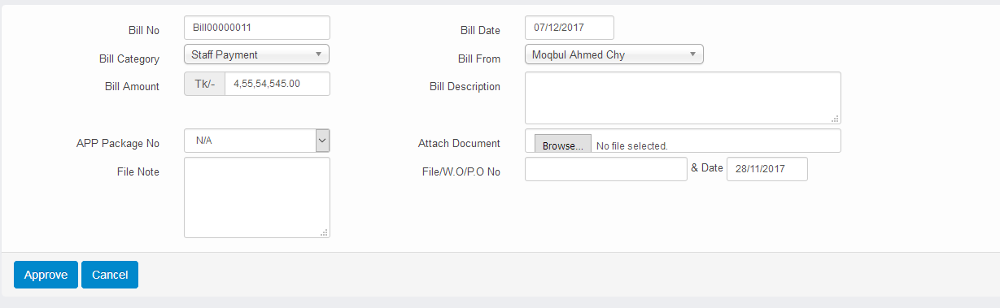 Bill No Bill00000011 Bill Date 07/12/2017
Bill Category Staff Payment Bill From Moqbul Ahmed Chy
Bill Amount Tk/- 4,55,54,545.00 Bill Description
APP Package No N/A Attach Document Browse... No file selected.
File Note File/W.O/P.O No & Date 28/11/2017
Approve Cancel